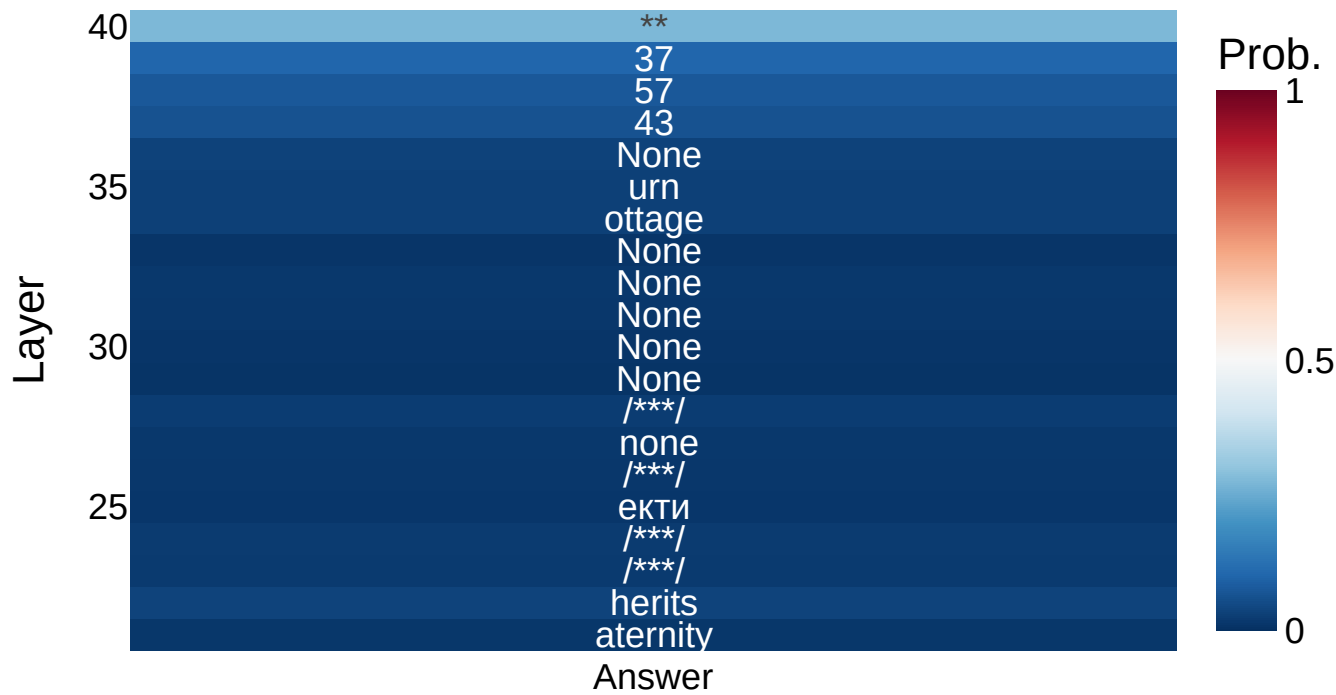 40
**
Prob.
37
1
57
43
None
35
urn
ottage
None
None
None
30
None
0.5
None
/***/
none
/***/
25
екти
/***/
/***/
herits
aternity
0
Layer
Answer